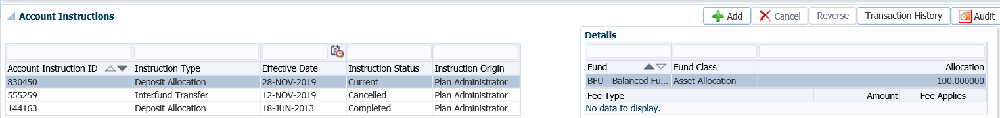 Account Instructions
Add Cancel Reverse Transaction History Audit
Account Instruction ID Instruction Type Effective Date Instruction Status Instruction Origin
830450 Deposit Allocation 28-NOV-2019 Current Plan Administrator
555259 Interfund Transfer 12-NOV-2019 Cancelled Plan Administrator
144163 Deposit Allocation 18-JUN-2013 Completed Plan Administrator
Details
Fund Fund Class Allocation
BFU - Balanced Fu... Asset Allocation 100.000000
Fee Type Amount Fee Applies
No data to display.